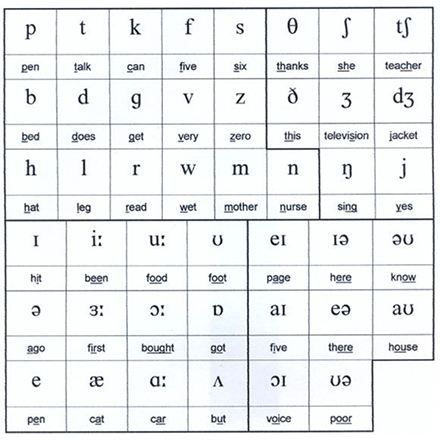 p t k f s θ ʃ tʃ
pen talk can five six thanks she teacher
b d g v z ð ʒ dʒ
bed does get very zero this television jacket
h l r w m n ŋ j
hat leg read wet mother nurse sing yes
ɪ iː uː ʊ eɪ ɪə əʊ
hit been food foot page here know
ə ɜː ɔː ɒ aɪ eə aʊ
ago first bought got five there house
e æ ɑː ʌ ɔɪ ʊə
pen cat car but voice poor